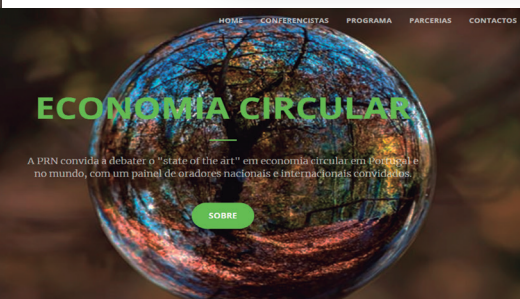 HOME CONFERENCISTAS PROGRAMA PARCERIAS CONTACTOS
ECONOMIA CIRCULAR
A PRN convida a debater o "state of the art" em economia circular em Portugal e
no mundo, com um painel de oradores nacionais e internacionais convidados.
SOBRE